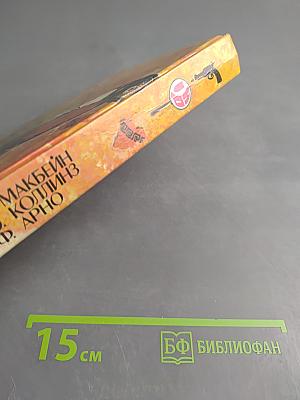 МАКБЕЙН
. КОЛЛИНЗ
Ф. АРНО
15 см
БФ БИБЛИОФАН